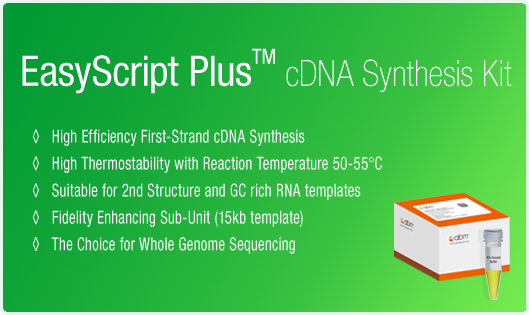 EasyScript Plus™ cDNA Synthesis Kit
◊ High Efficiency First-Strand cDNA Synthesis
◊ High Thermostability with Reaction Temperature 50-55°C
◊ Suitable for 2nd Structure and GC rich RNA templates
◊ Fidelity Enhancing Sub-Unit (15kb template)
◊ The Choice for Whole Genome Sequencing
abm
abm